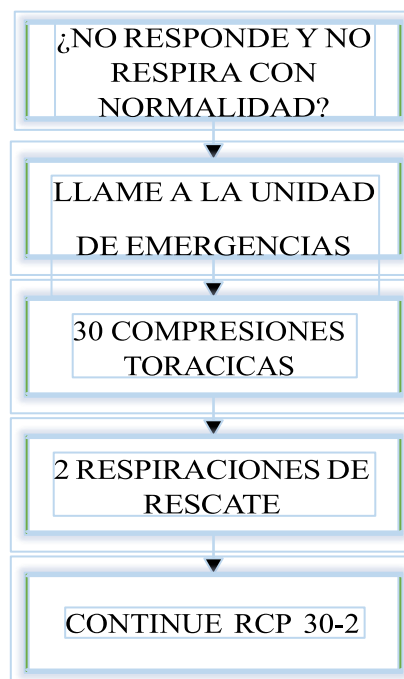 ¿NO RESPONDE Y NO
RESPIRA CON
NORMALIDAD?
LLAME A LA UNIDAD
DE EMERGENCIAS
30 COMPRESIONES
TORACICAS
2 RESPIRACIONES DE
RESCATE
CONTINUE RCP 30-2